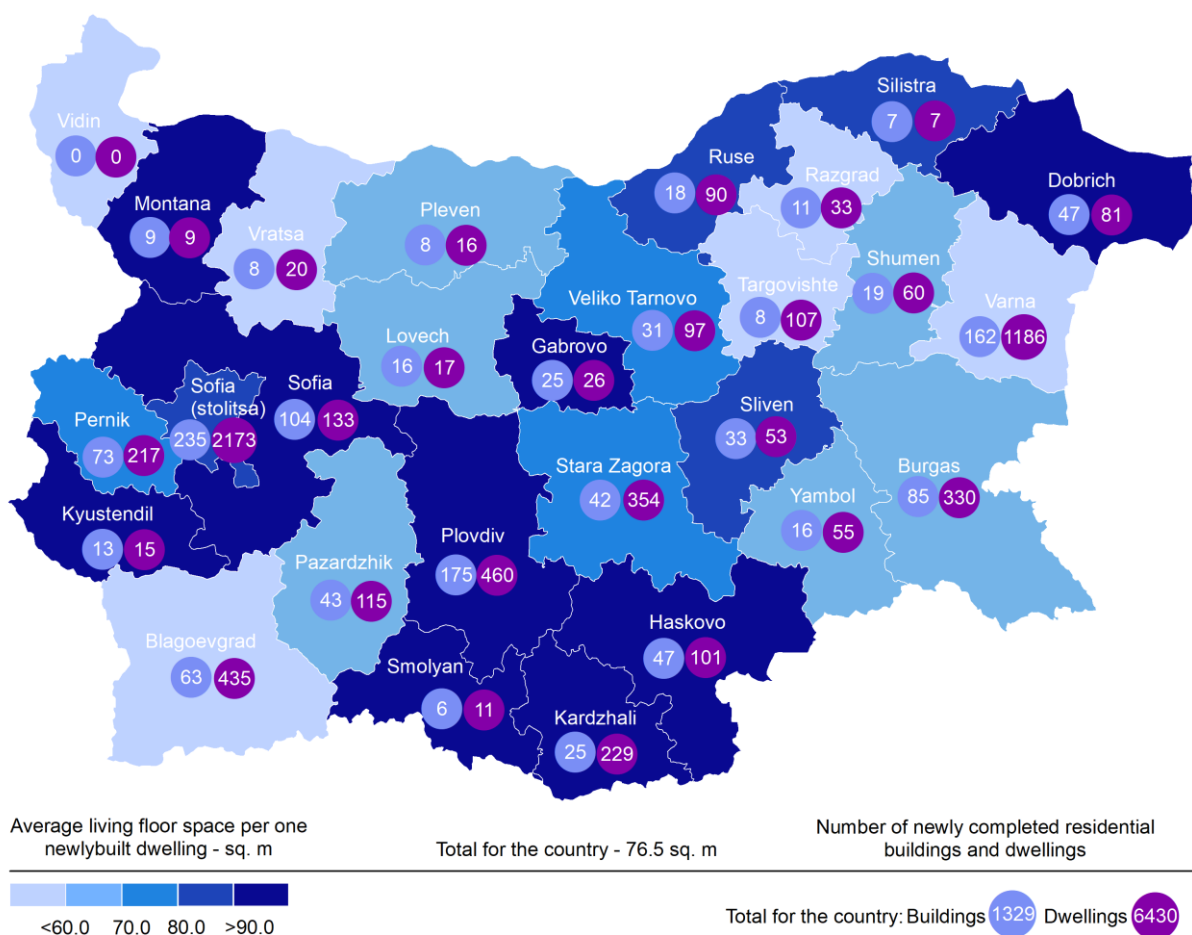 Silistra
7 7
Vidin
0 0
Ruse
18 90
Razgrad
11 33
Dobrich
47 81
Montana
9 9
Pleven
8 16
Vratsa
8 20
Shumen
19 60
Targovishte
8 107
Varna
162 1186
Veliko Tarnovo
31 97
Lovech
16 17
Gabrovo
25 26
Sofia
(stolitsa)
235 2173
Sofia
104 133
Pernik
73 217
Sliven
33 53
Stara Zagora
42 354
Burgas
85 330
Yambol
16 55
Kyustendil
13 15
Plovdiv
175 460
Pazardzhik
43 115
Haskovo
47 101
Blagoevgrad
63 435
Smolyan
6 11
Kardzhali
25 229
Average living floor space per one
newlybuilt dwelling - sq. m
Total for the country - 76.5 sq. m
Number of newly completed residential
buildings and dwellings
<60.0 70.0 80.0 >90.0
Total for the country: Buildings 1329 Dwellings 6430